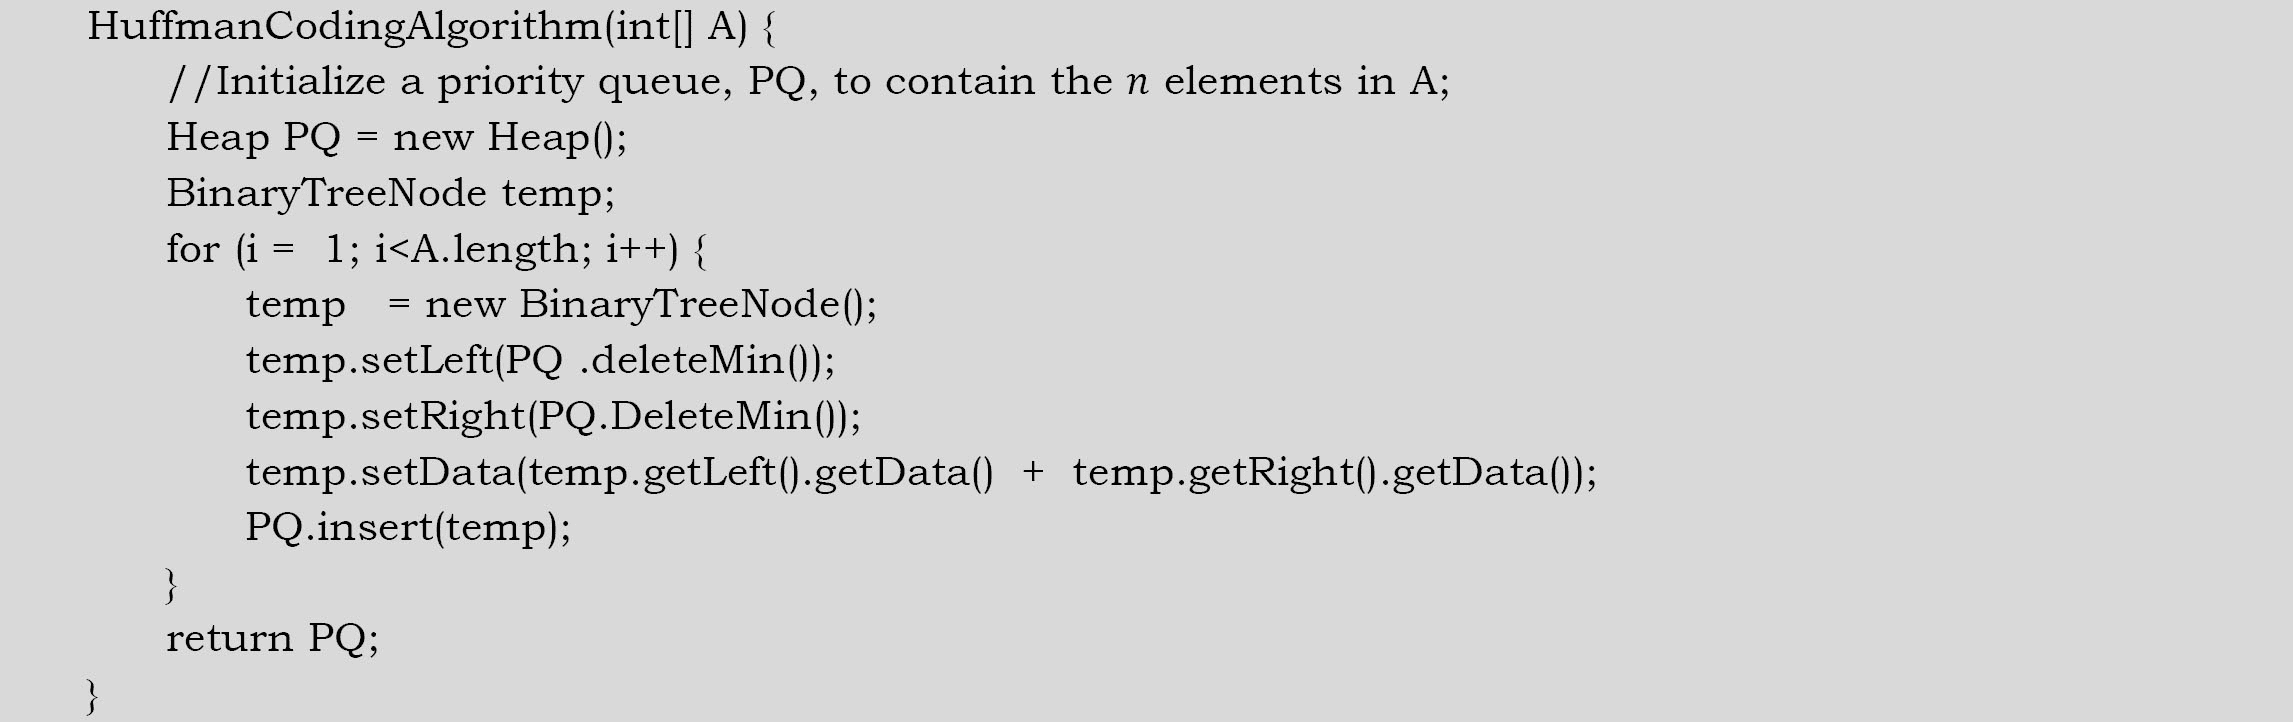 HuffmanCodingAlgorithm(int[] A) {
//Initialize a priority queue, PQ, to contain the n elements in A;
Heap PQ = new Heap();
BinaryTreeNode temp;
for (i = 1; i<A.length; i++) {
temp = new BinaryTreeNode();
temp.setLeft(PQ .deleteMin());
temp.setRight(PQ.DeleteMin());
temp.setData(temp.getLeft().getData() + temp.getRight().getData());
PQ.insert(temp);
}
return PQ;
}